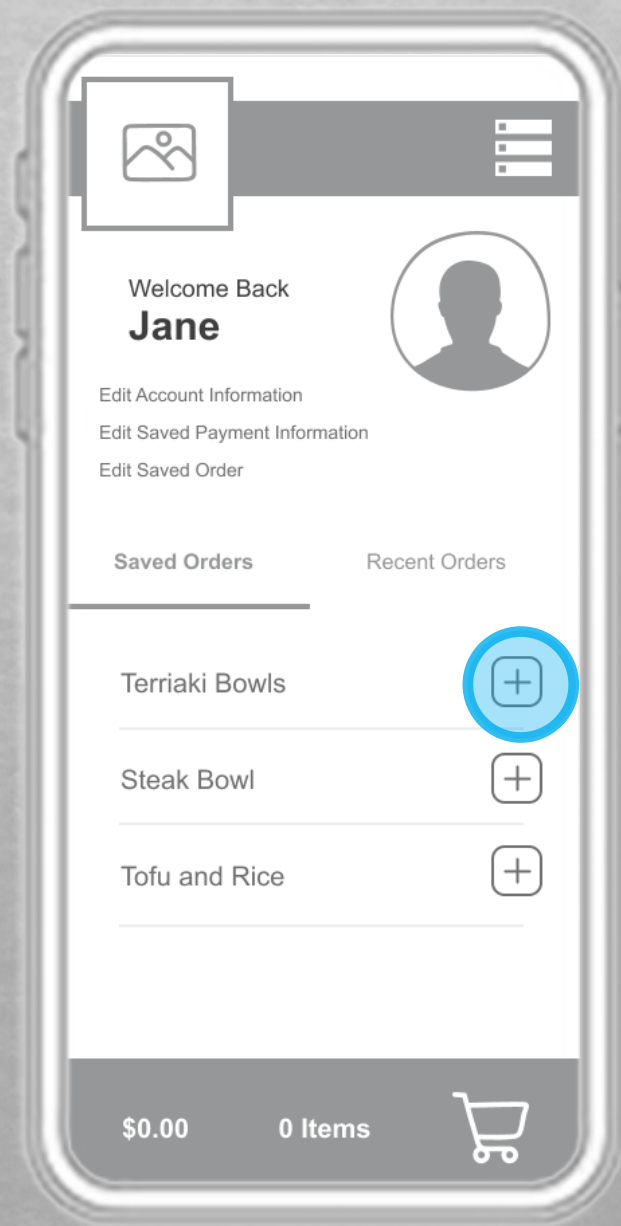 Welcome Back
Jane
Edit Account Information
Edit Saved Payment Information
Edit Saved Order
Saved Orders Recent Orders
Terriaki Bowls
Steak Bowl
Tofu and Rice
$0.00 0 Items